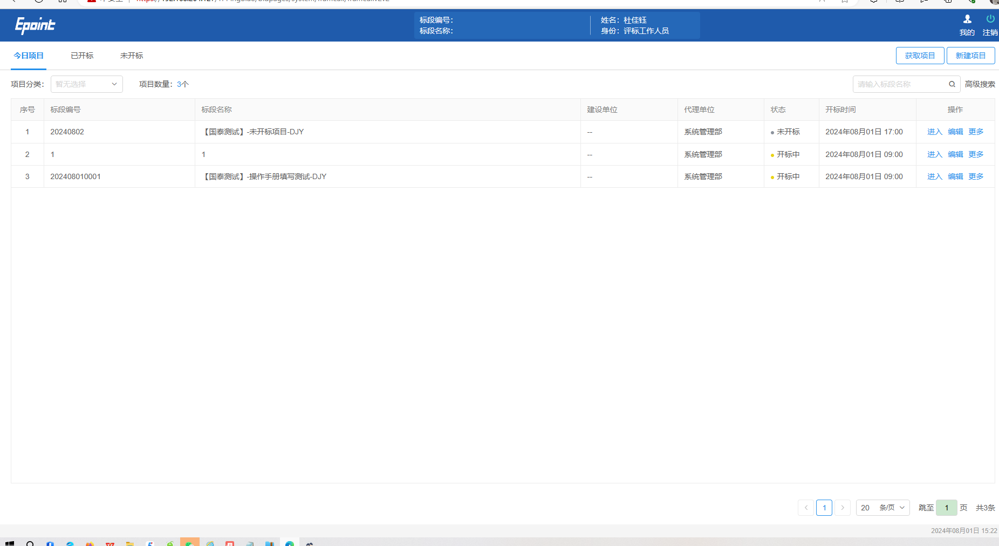 Epoint
标段编号：
标段名称：
姓名：杜佳钰
身份：评标工作人员
我的
注销
今日项目
已开标
未开标
获取项目
新建项目
项目分类：
暂无选择
项目数量：3个
请输入标段名称
高级搜索
序号 标段编号 标段名称 建设单位 代理单位 状态 开标时间 操作
1 20240802 【国泰测试】-未开标项目-DJY -- 系统管理部 未开标 2024年08月01日 17:00 进入 编辑 更多
2 1 1 -- 系统管理部 开标中 2024年08月01日 09:00 进入 编辑 更多
3 202408010001 【国泰测试】-操作手册填写测试-DJY -- 系统管理部 开标中 2024年08月01日 09:00 进入 编辑 更多
1 20 条/页 跳至 1 页 共3条
2024年08月01日 15:22